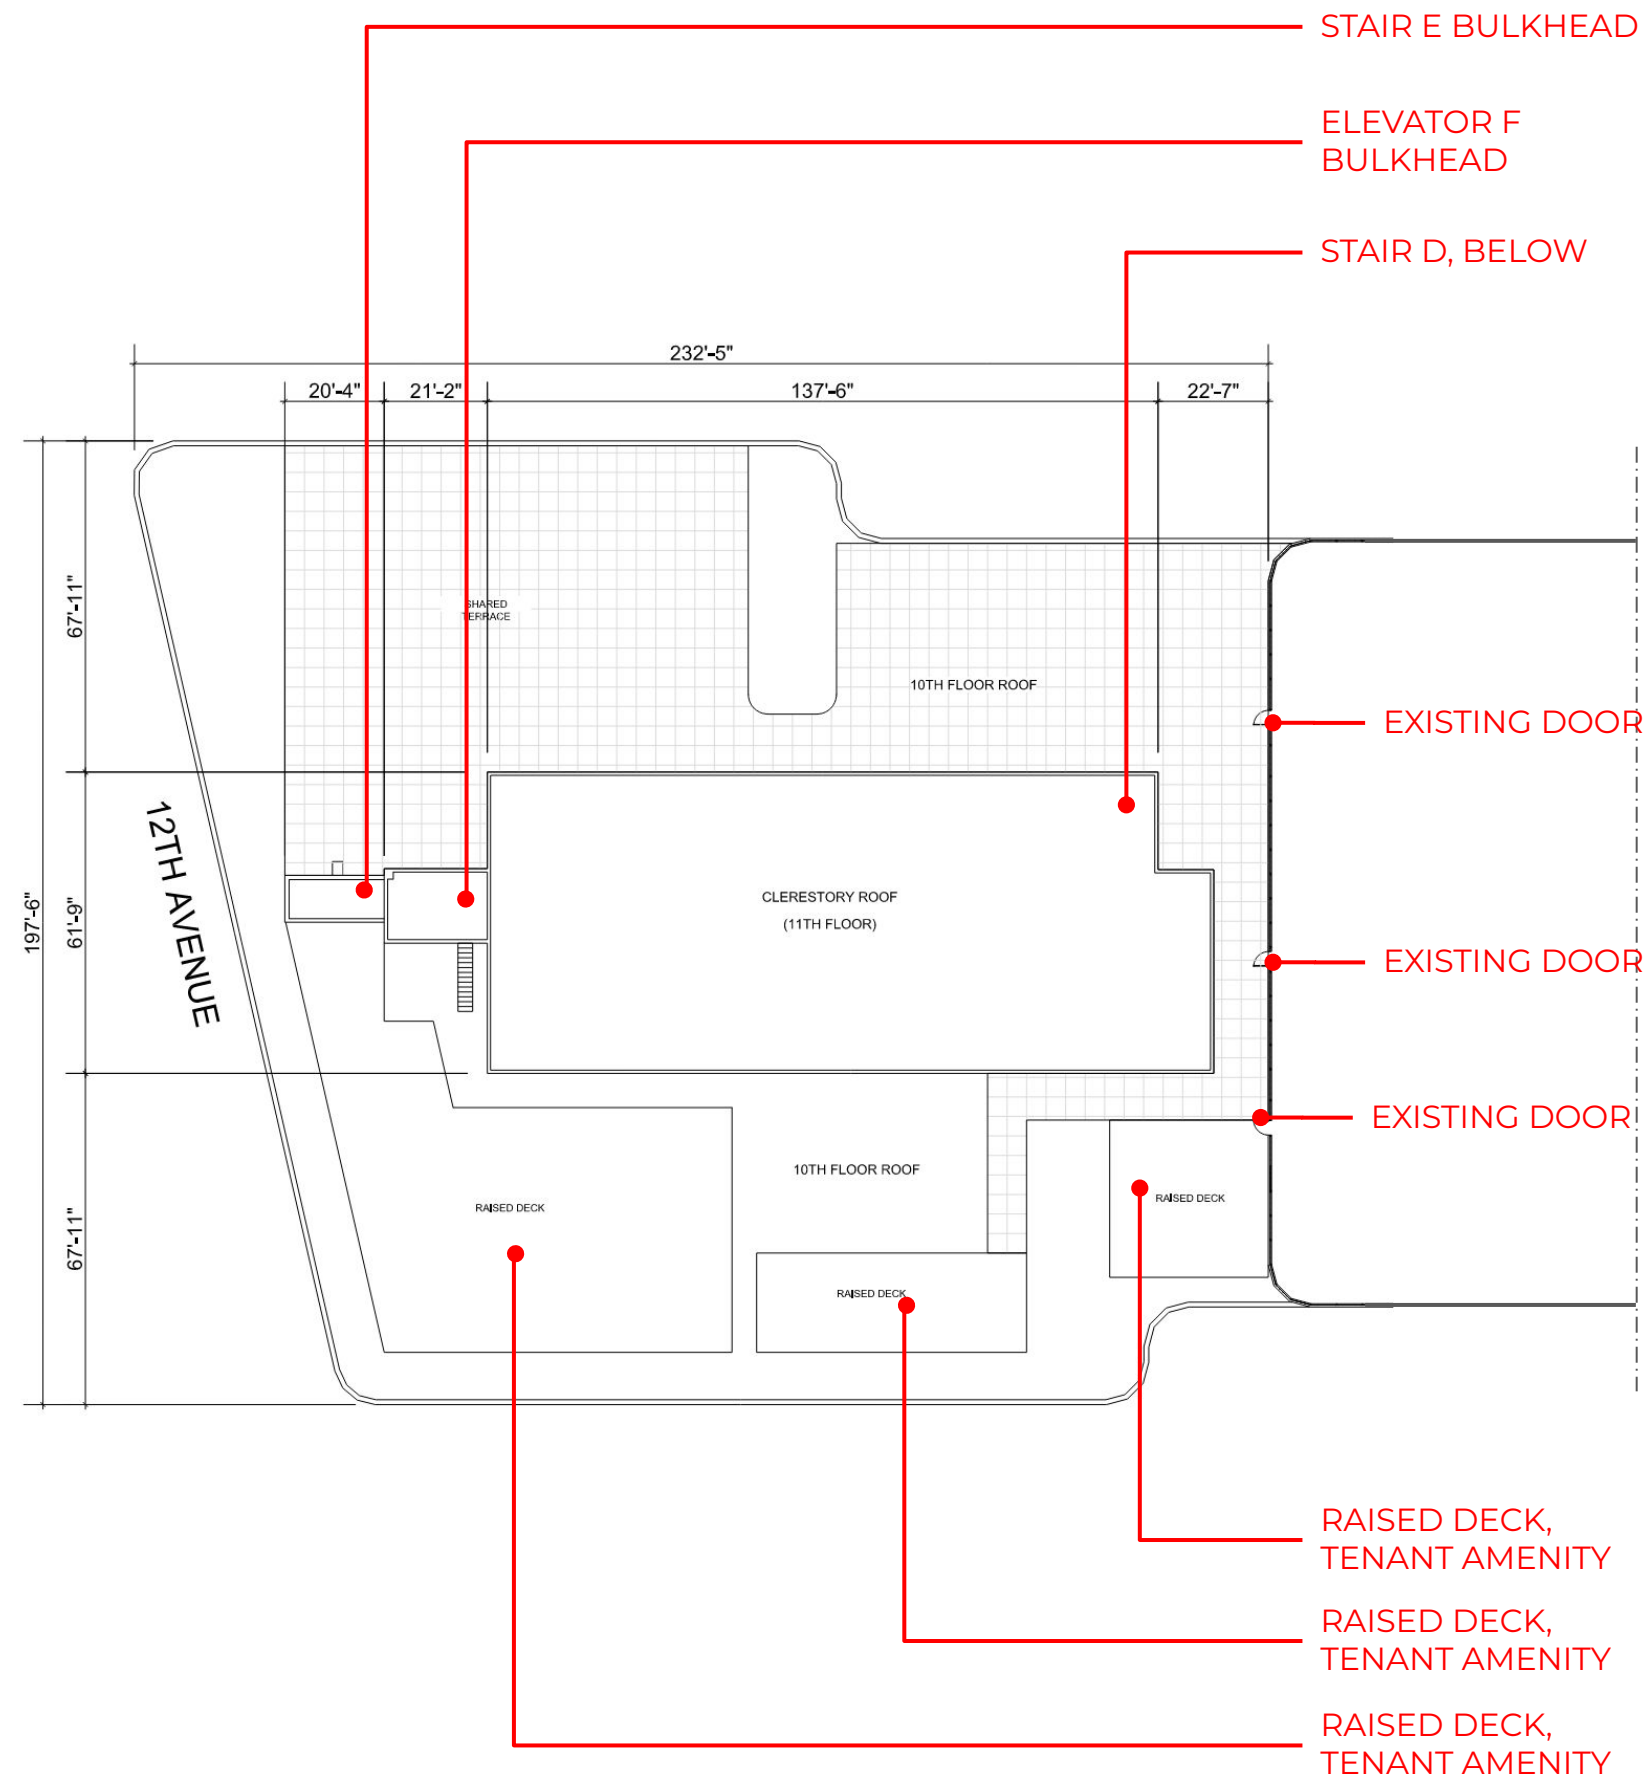 STAIR E BULKHEAD
ELEVATOR F
BULKHEAD
STAIR D, BELOW
232'-5"
20'-4"
21'-2"
137'-6"
22'-7"
67'-11"
SHARED
TERRACE
10TH FLOOR ROOF
EXISTING DOOR
12TH AVENUE
197'-6"
61'-9"
CLERESTORY ROOF
(11TH FLOOR)
EXISTING DOOR
EXISTING DOOR
10TH FLOOR ROOF
67'-11"
RAISED DECK
RAISED DECK
RAISED DECK
RAISED DECK,
TENANT AMENITY
RAISED DECK,
TENANT AMENITY
RAISED DECK,
TENANT AMENITY